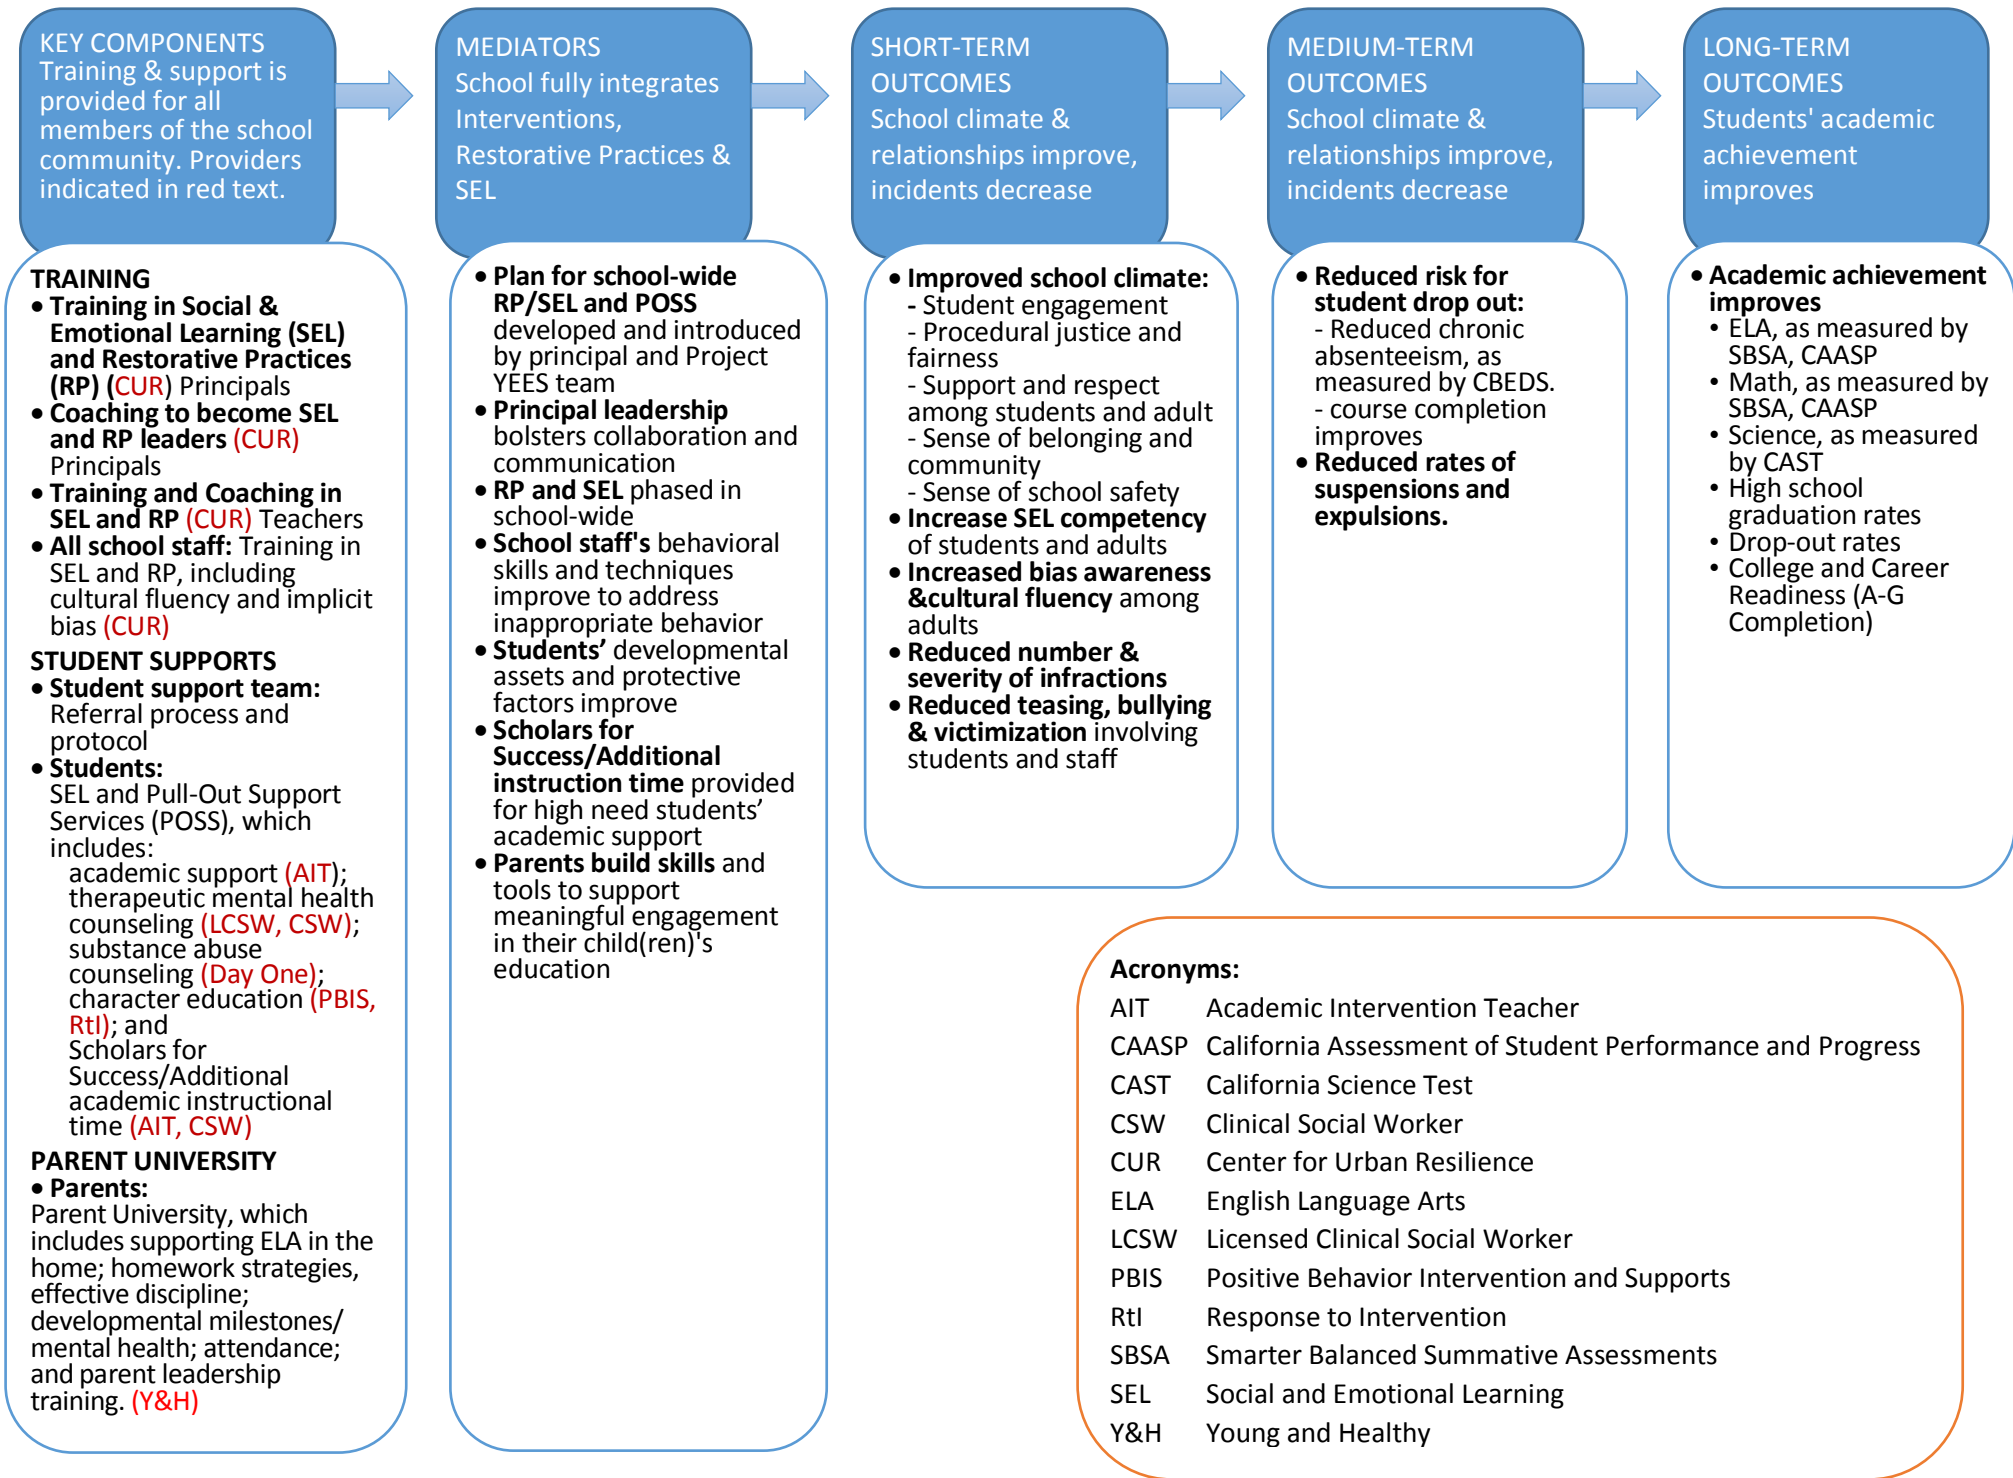 KEY COMPONENTS
Training & support is
provided for all
members of the school
community. Providers
indicated in red text.
TRAINING
• Training in Social &
Emotional Learning (SEL)
and Restorative Practices
(RP) (CUR) Principals
• Coaching to become SEL
and RP leaders (CUR)
Principals
• Training and Coaching in
SEL and RP (CUR) Teachers
• All school staff: Training in
SEL and RP, including
cultural fluency and implicit
bias (CUR)
STUDENT SUPPORTS
• Student support team:
Referral process and
protocol
• Students:
SEL and Pull-Out Support
Services (POSS), which
includes:
academic support (AIT);
therapeutic mental health
counseling (LCSW, CSW);
substance abuse
counseling (Day One);
character education (PBIS,
RtI); and
Scholars for
Success/Additional
academic instructional
time (AIT, CSW)
PARENT UNIVERSITY
• Parents:
Parent University, which
includes supporting ELA in the
home; homework strategies,
effective discipline;
developmental milestones/
mental health; attendance;
and parent leadership
training. (Y&H)
MEDIATORS
School fully integrates
Interventions,
Restorative Practices &
SEL
• Plan for school-wide
RP/SEL and POSS
developed and introduced
by principal and Project
YEES team
• Principal leadership
bolsters collaboration and
communication
• RP and SEL phased in
school-wide
• School staff's behavioral
skills and techniques
improve to address
inappropriate behavior
• Students’ developmental
assets and protective
factors improve
• Scholars for
Success/Additional
instruction time provided
for high need students’
academic support
• Parents build skills and
tools to support
meaningful engagement
in their child(ren)'s
education
SHORT-TERM
OUTCOMES
School climate &
relationships improve,
incidents decrease
• Improved school climate:
- Student engagement
- Procedural justice and
fairness
- Support and respect
among students and adult
- Sense of belonging and
community
- Sense of school safety
• Increase SEL competency
of students and adults
• Increased bias awareness
&cultural fluency among
adults
• Reduced number &
severity of infractions
• Reduced teasing, bullying
& victimization involving
students and staff
MEDIUM-TERM
OUTCOMES
School climate &
relationships improve,
incidents decrease
• Reduced risk for
student drop out:
- Reduced chronic
absenteeism, as
measured by CBEDS.
- course completion
improves
• Reduced rates of
suspensions and
expulsions.
LONG-TERM
OUTCOMES
Students' academic
achievement
improves
• Academic achievement
improves
• ELA, as measured by
SBSA, CAASP
• Math, as measured by
SBSA, CAASP
• Science, as measured
by CAST
• High school
graduation rates
• Drop-out rates
• College and Career
Readiness (A-G
Completion)
Acronyms:
AIT Academic Intervention Teacher
CAASP California Assessment of Student Performance and Progress
CAST California Science Test
CSW Clinical Social Worker
CUR Center for Urban Resilience
ELA English Language Arts
LCSW Licensed Clinical Social Worker
PBIS Positive Behavior Intervention and Supports
RtI Response to Intervention
SBSA Smarter Balanced Summative Assessments
SEL Social and Emotional Learning
Y&H Young and Healthy